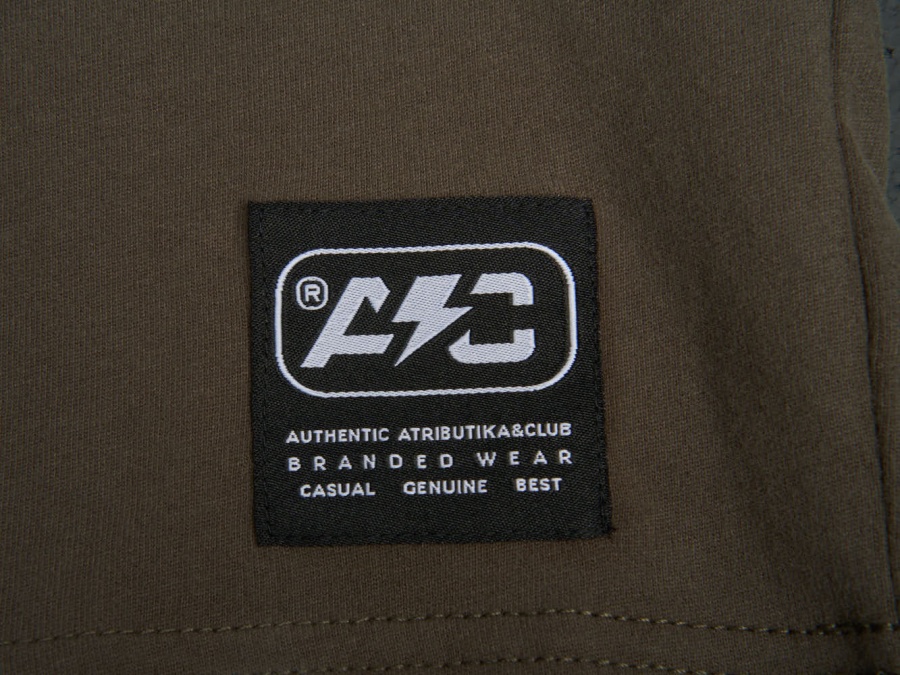 ® A⚡C
AUTHENTIC ATRIBUTIKA&CLUB
BRANDED WEAR
CASUAL GENUINE BEST